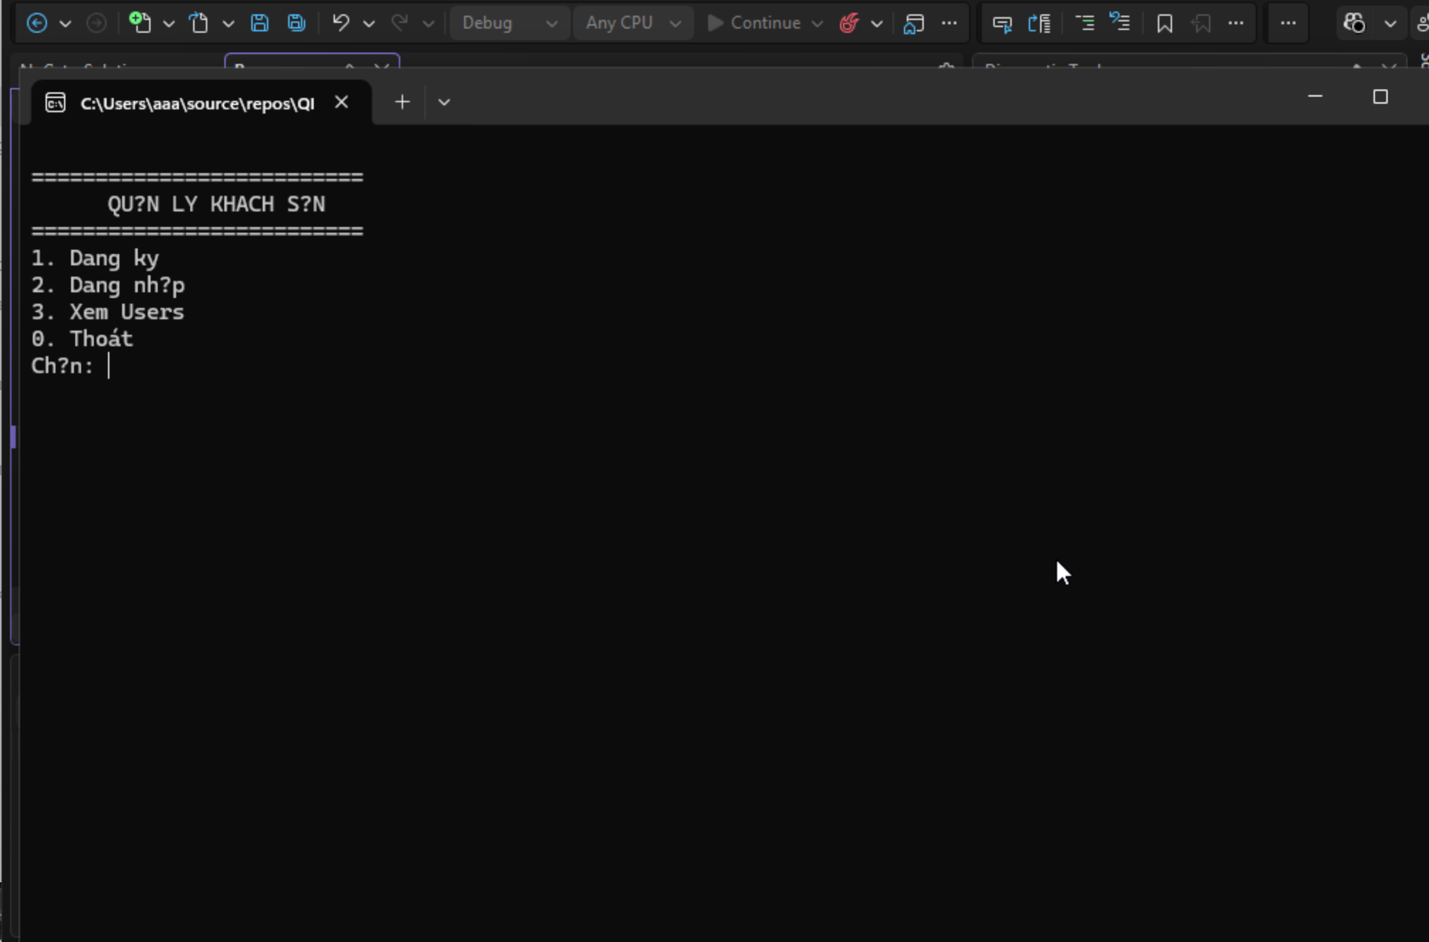 Debug
Any CPU
Continue
C:\Users\aaa\source\repos\QI
==========================
QU?N LY KHACH S?N
==========================
1. Dang ky
2. Dang nh?p
3. Xem Users
0. Thoát
Ch?n: